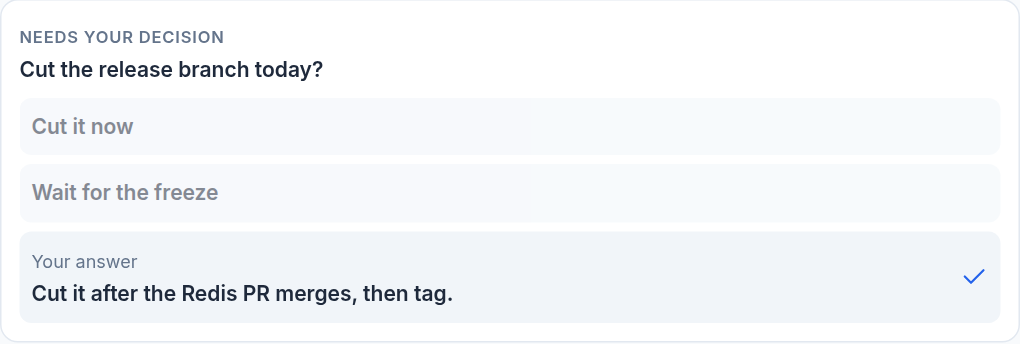 NEEDS YOUR DECISION
Cut the release branch today?
Cut it now
Wait for the freeze
Your answer
Cut it after the Redis PR merges, then tag.